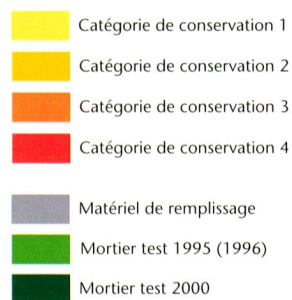 Catégorie de conservation 1
Catégorie de conservation 2
Catégorie de conservation 3
Catégorie de conservation 4
Matériel de remplissage
Mortier test 1995 (1996)
Mortier test 2000